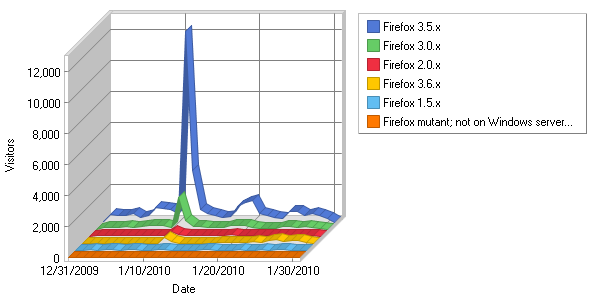 Firefox 3.5.x
Firefox 3.0.x
Firefox 2.0.x
Firefox 3.6.x
Firefox 1.5.x
Firefox mutant; not on Windows server...
Visitors
12,000
10,000
8,000
6,000
4,000
2,000
0
12/31/2009 1/10/2010 1/20/2010 1/30/2010
Date